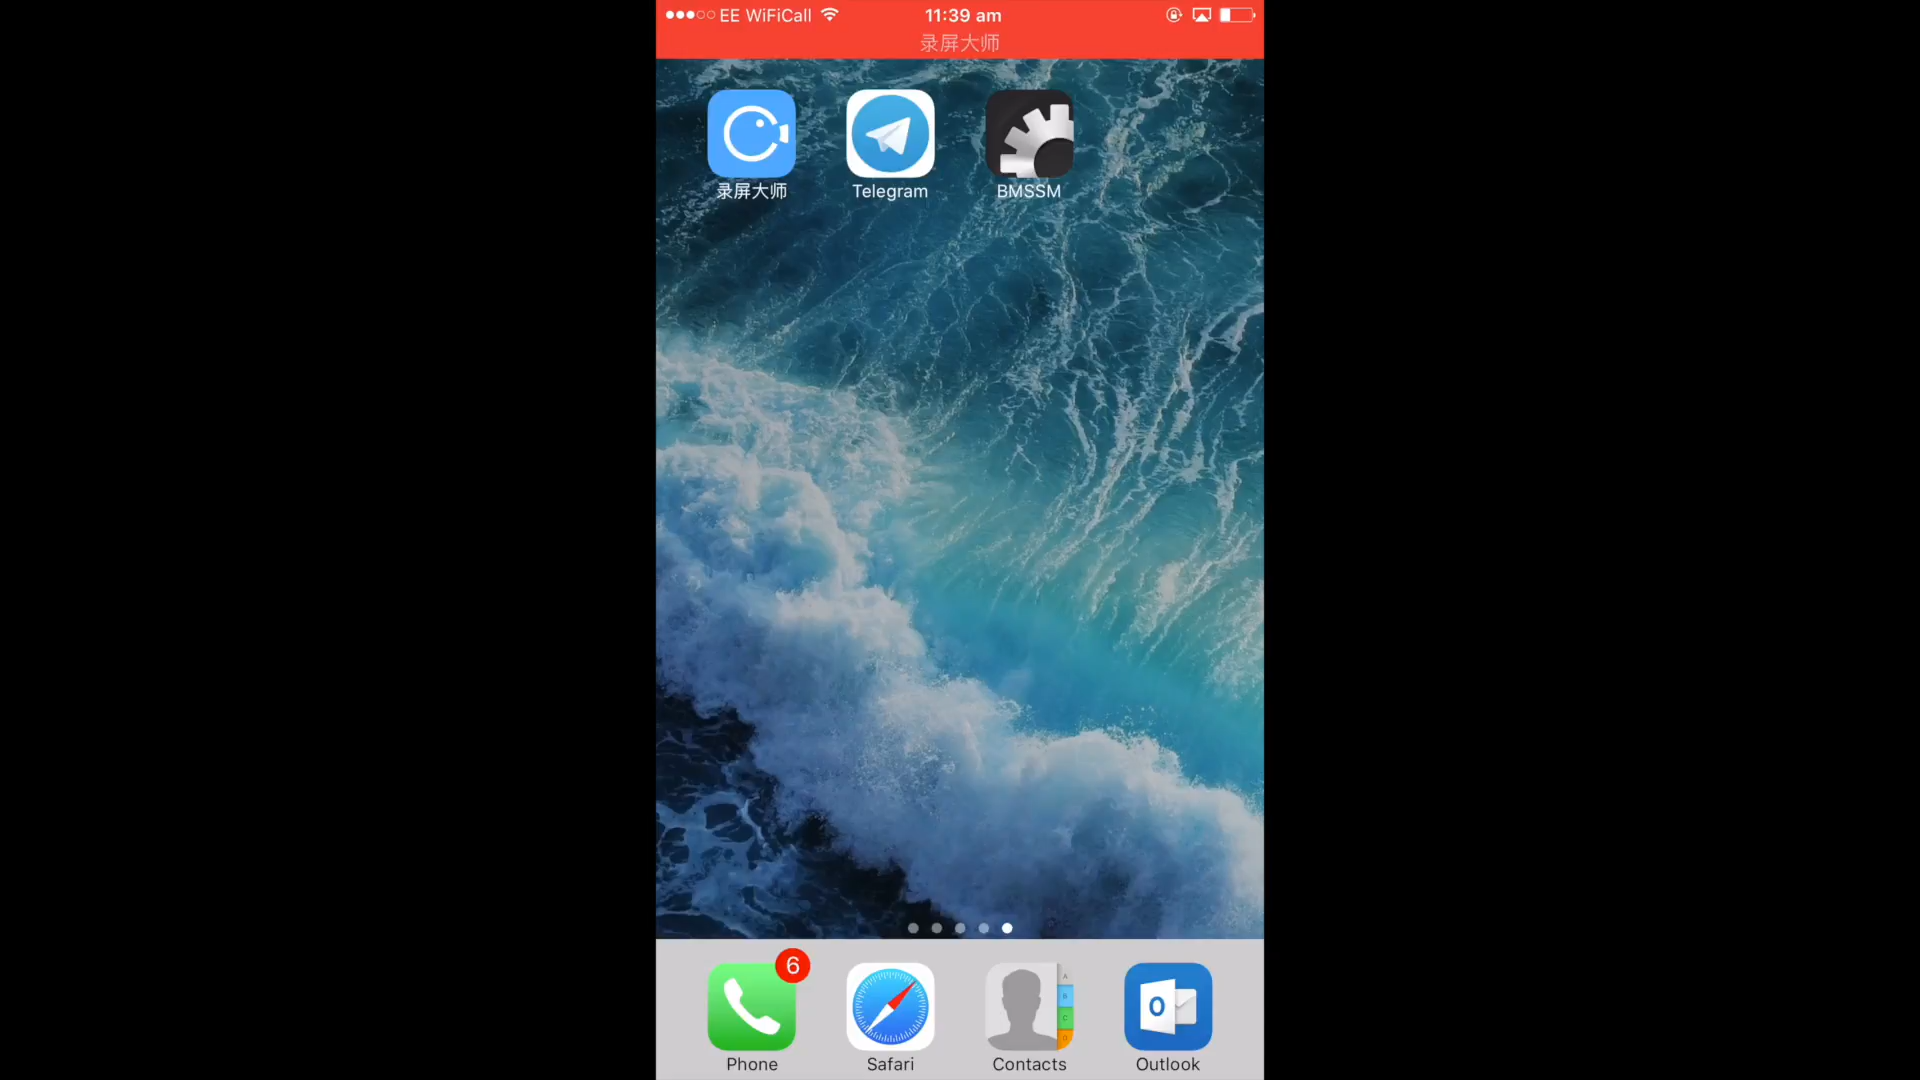 EE WiFiCall 11:39 am
录屏大师
录屏大师 Telegram BMSSM
6
Phone Safari Contacts Outlook